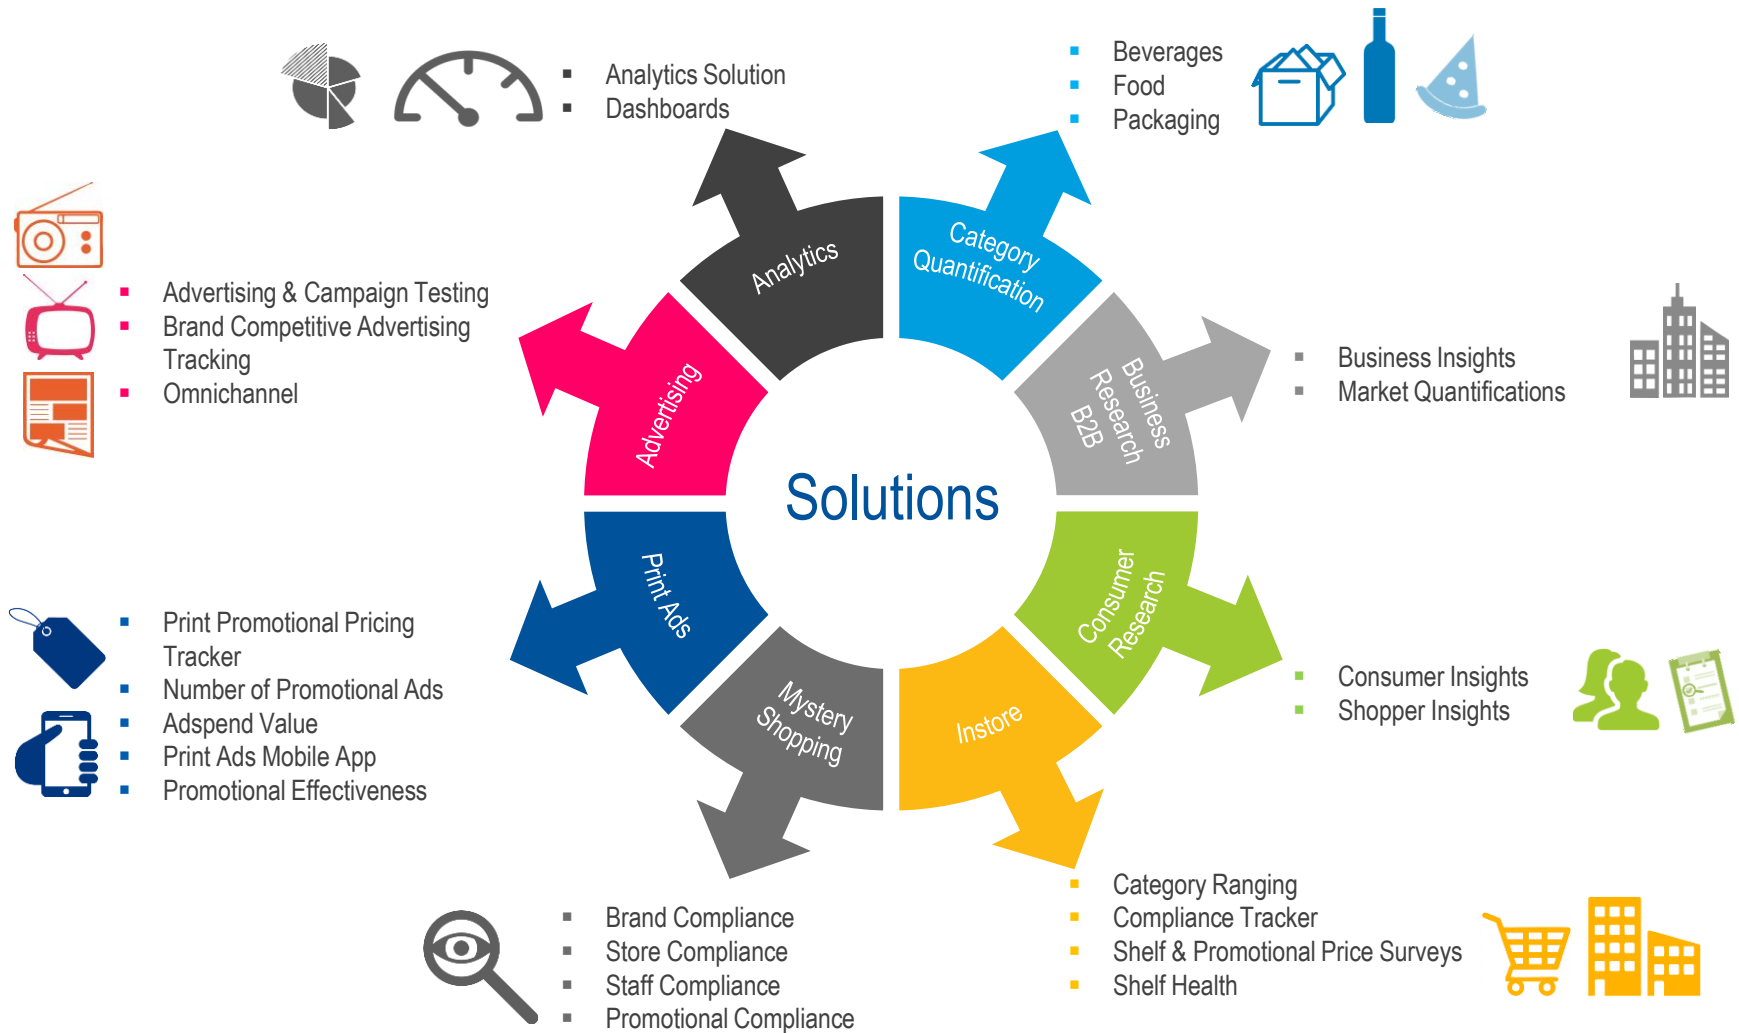 Analytics Solution
Dashboards
Beverages
Food
Packaging
Analytics
Category
Quantification
Advertising & Campaign Testing
Brand Competitive Advertising
Tracking
Omnichannel
Advertising
Business
Research
B2B
Business Insights
Market Quantifications
Solutions
Print Ads
Consumer
Research
Print Promotional Pricing
Tracker
Number of Promotional Ads
Adspend Value
Print Ads Mobile App
Promotional Effectiveness
Mystery
Shopping
Instore
Consumer Insights
Shopper Insights
Brand Compliance
Store Compliance
Staff Compliance
Promotional Compliance
Category Ranging
Compliance Tracker
Shelf & Promotional Price Surveys
Shelf Health